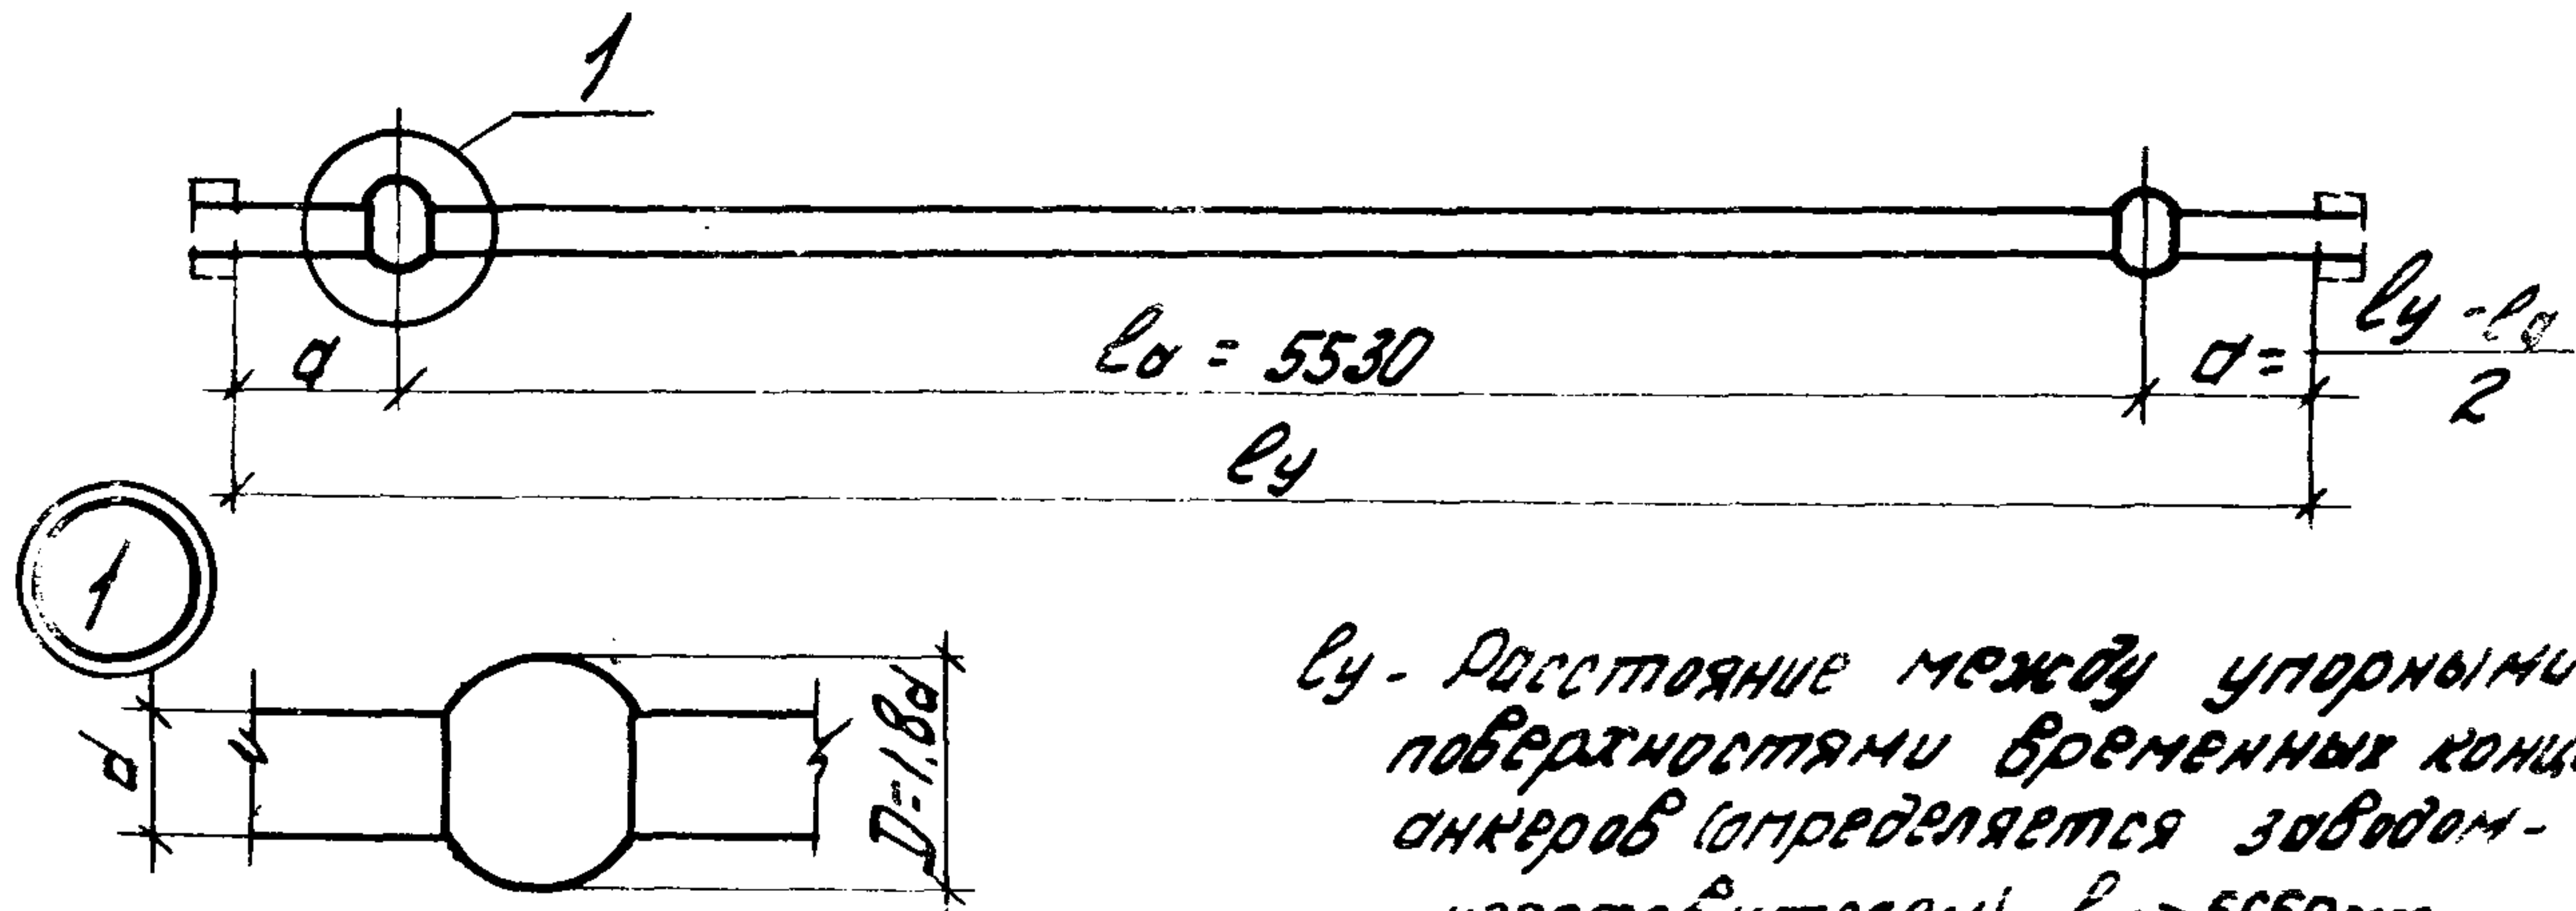 1
a
lа = 5530
a = (lу - lа) / 2
lу
1
d
D=1,8d
lу - Расстояние между упорными
поверхностями временных конц
анкеров (определяется заводом-